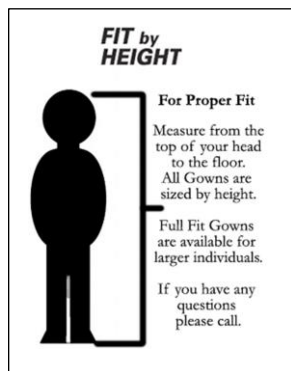 FIT by
HEIGHT
For Proper Fit
Measure from the
top of your head
to the floor.
All Gowns are
sized by height.
Full Fit Gowns
are available for
larger individuals.
If you have any
questions
please call.